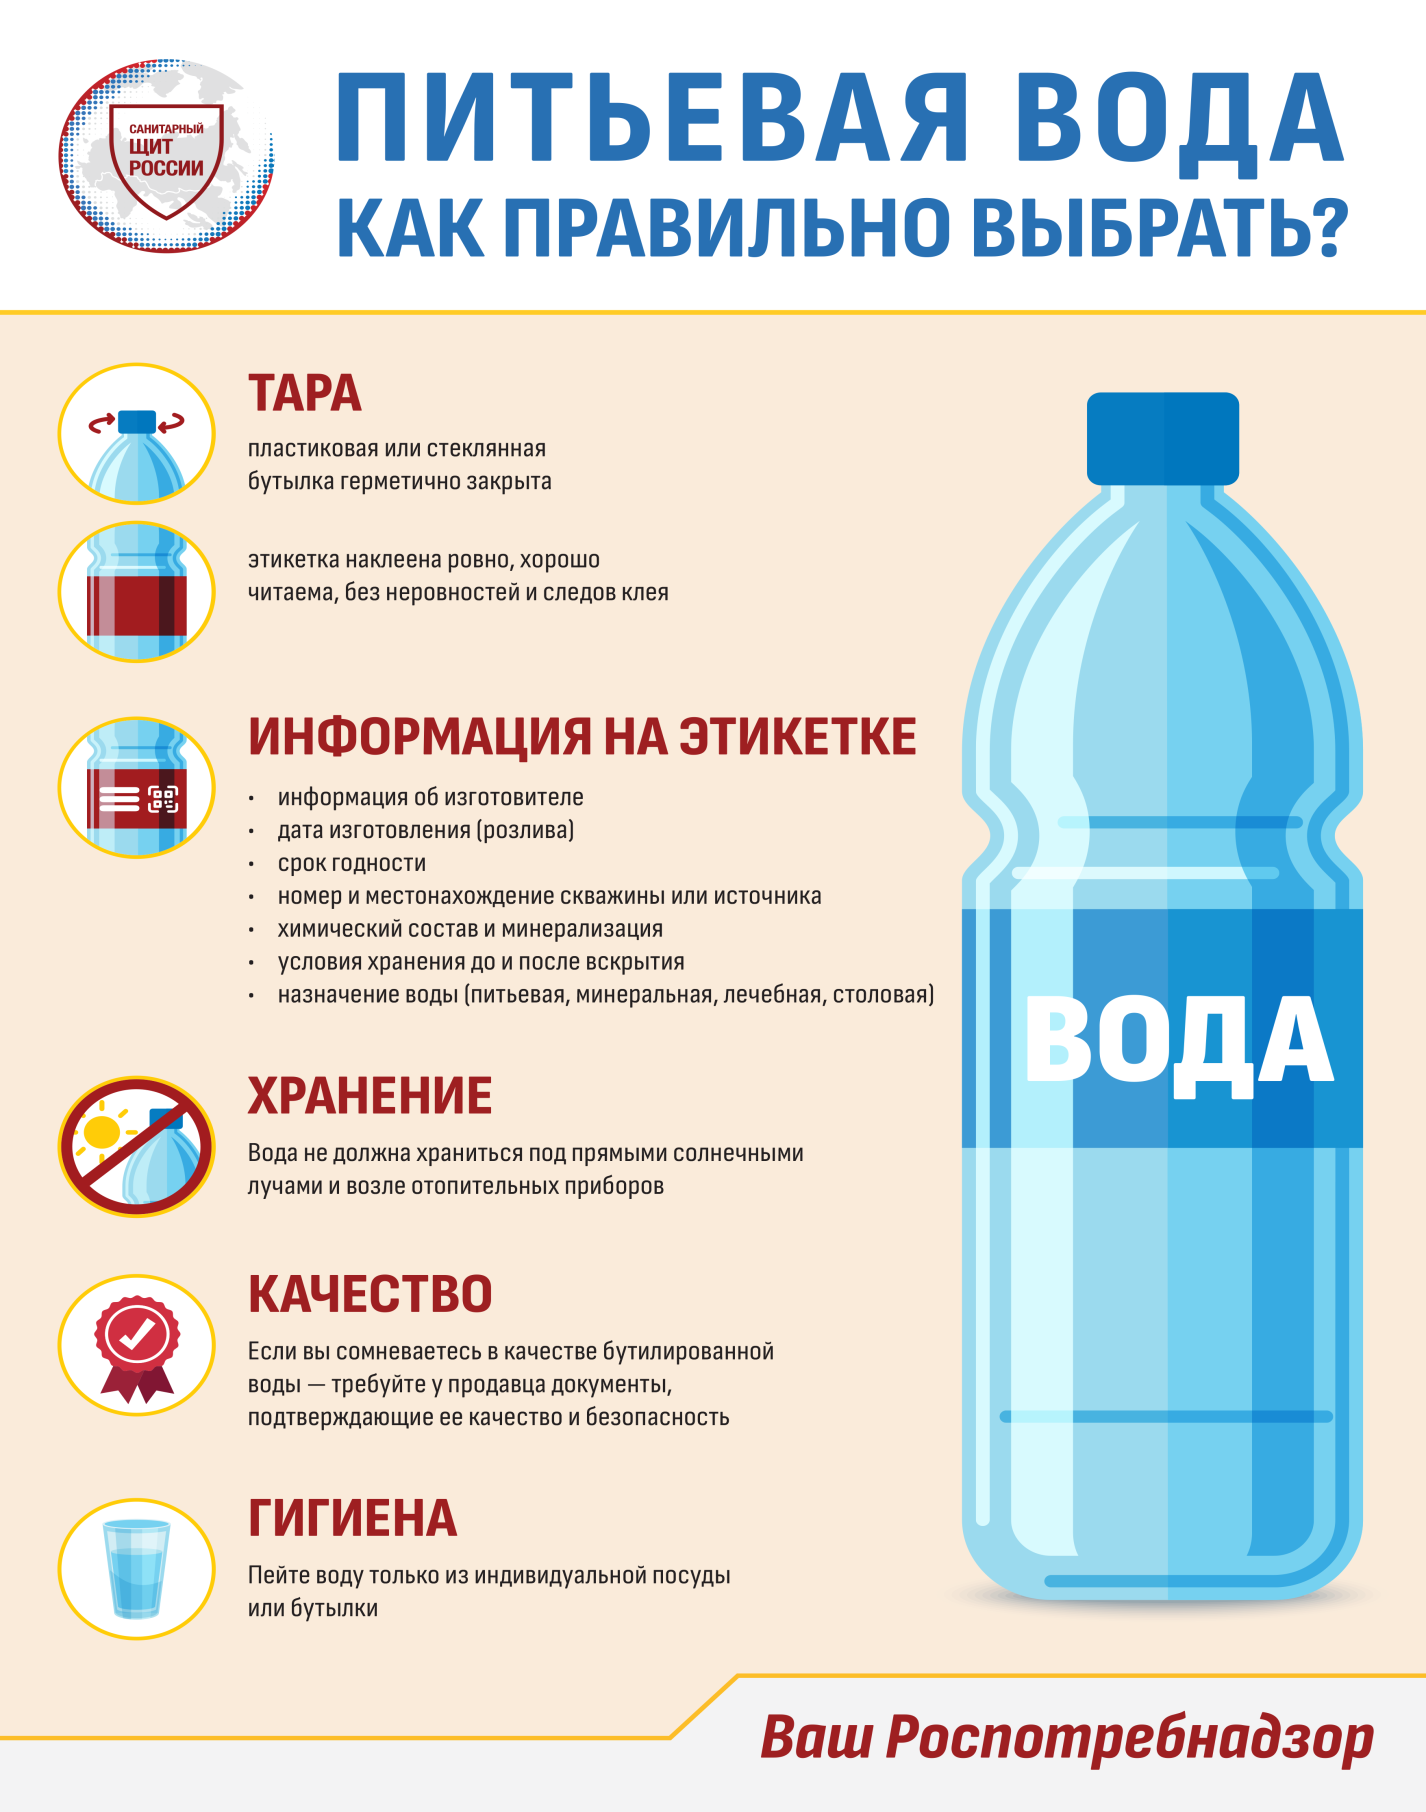 САНИТАРНЫЙ
ЩИТ
РОССИИ
ПИТЬЕВАЯ ВОДА
КАК ПРАВИЛЬНО ВЫБРАТЬ?
ТАРА
пластиковая или стеклянная
бутылка герметично закрыта
этикетка наклеена ровно, хорошо
читаема, без неровностей и следов клея
ИНФОРМАЦИЯ НА ЭТИКЕТКЕ
• информация об изготовителе
• дата изготовления (розлива)
• срок годности
• номер и местонахождение скважины или источника
• химический состав и минерализация
• условия хранения до и после вскрытия
• назначение воды (питьевая, минеральная, лечебная, столовая)
ВОДА
ХРАНЕНИЕ
Вода не должна храниться под прямыми солнечными
лучами и возле отопительных приборов
КАЧЕСТВО
Если вы сомневаетесь в качестве бутилированной
воды — требуйте у продавца документы,
подтверждающие ее качество и безопасность
ГИГИЕНА
Пейте воду только из индивидуальной посуды
или бутылки
Ваш Роспотребнадзор